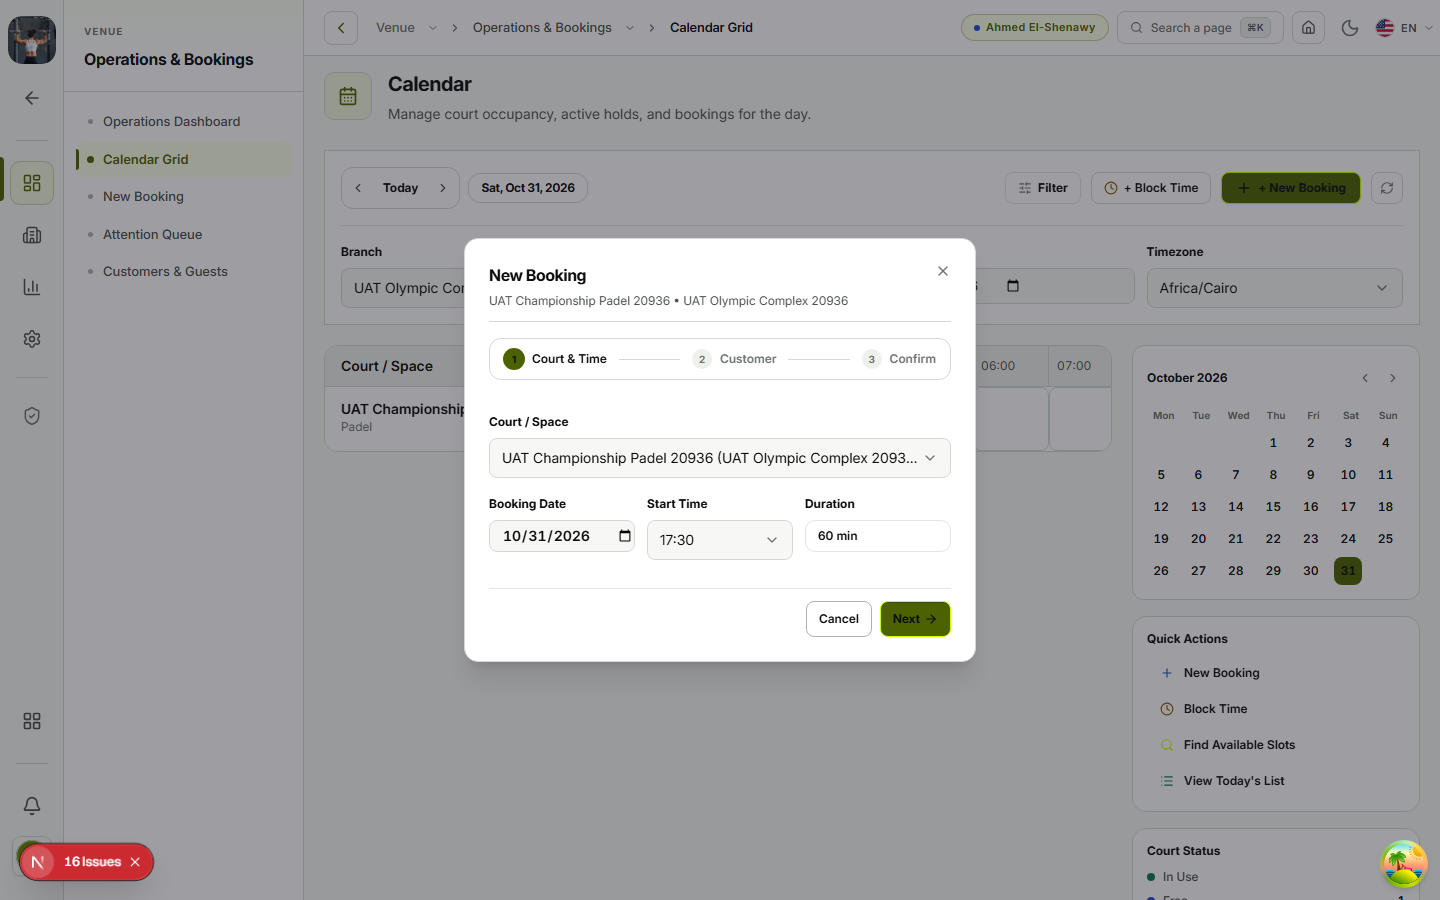 VENUE
Operations & Bookings
Operations Dashboard
Calendar Grid
New Booking
Attention Queue
Customers & Guests
Venue
Operations & Bookings
Calendar Grid
Ahmed El-Shenawy
Search a page
⌘K
EN
Calendar
Manage court occupancy, active holds, and bookings for the day.
Today
Sat, Oct 31, 2026
Filter
+ Block Time
+ New Booking
Branch
Timezone
UAT Olympic Co
Africa/Cairo
Court / Space
06:00
07:00
UAT Championship
Padel
New Booking
UAT Championship Padel 20936 • UAT Olympic Complex 20936
1
Court & Time
2
Customer
3
Confirm
Court / Space
UAT Championship Padel 20936 (UAT Olympic Complex 2093...
Booking Date
Start Time
Duration
10/31/2026
17:30
60 min
Cancel
Next
October 2026
Mon Tue Wed Thu Fri Sat Sun
1 2 3 4
5 6 7 8 9 10 11
12 13 14 15 16 17 18
19 20 21 22 23 24 25
26 27 28 29 30 31
Quick Actions
New Booking
Block Time
Find Available Slots
View Today's List
Court Status
In Use
N
16 Issues